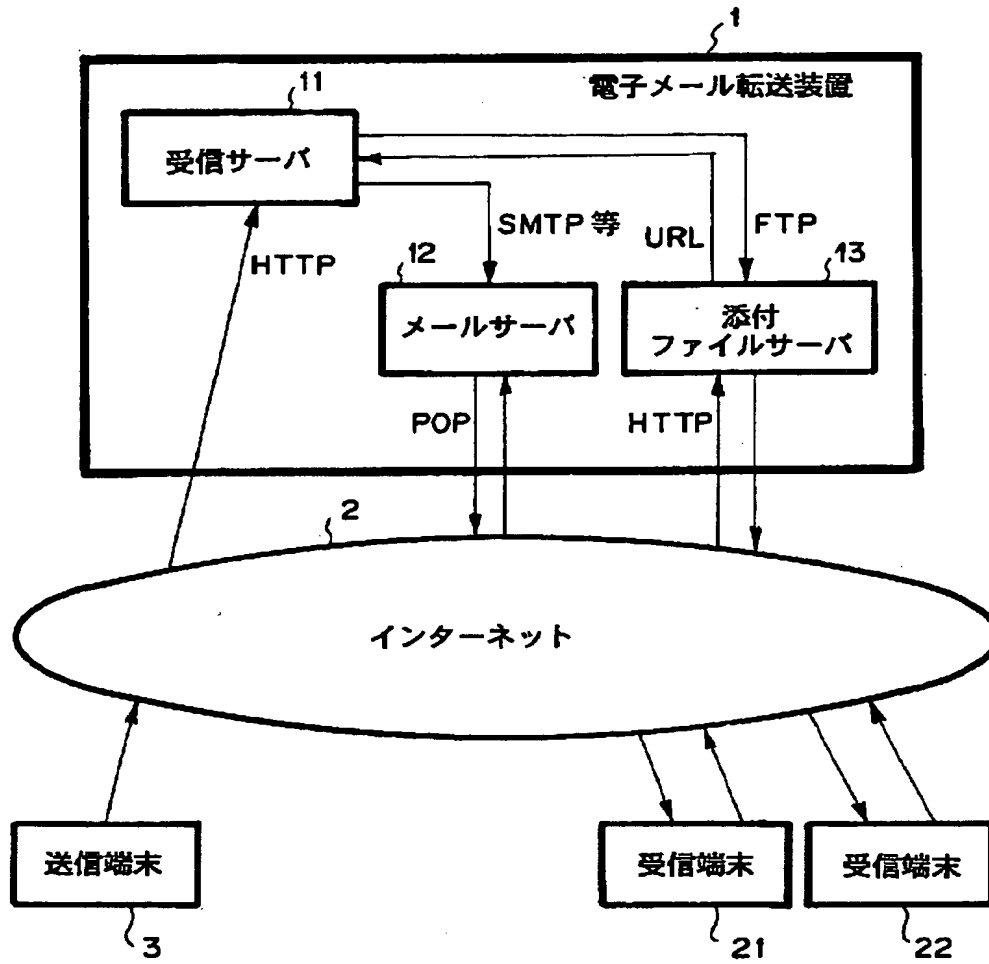 1
電子メール転送装置
11
受信サーバ
SMTP等
URL
FTP
HTTP
12
13
メールサーバ
添付
ファイルサーバ
POP
HTTP
2
インターネット
送信端末
受信端末
受信端末
3
21
22